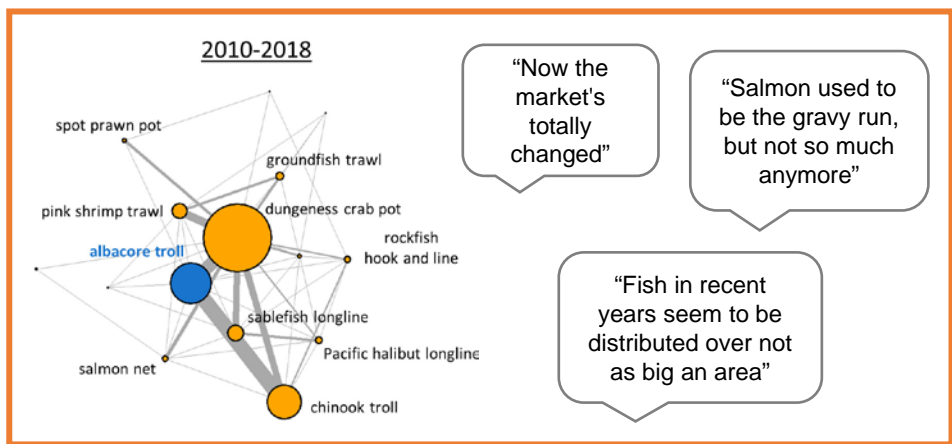 2010-2018
spot prawn pot
groundfish trawl
pink shrimp trawl
dungeness crab pot
albacore troll
rockfish
hook and line
sablefish longline
Pacific halibut longline
salmon net
chinook troll
“Now the
market's
totally
changed”
“Salmon used to
be the gravy run,
but not so much
anymore”
“Fish in recent
years seem to be
distributed over not
as big an area”